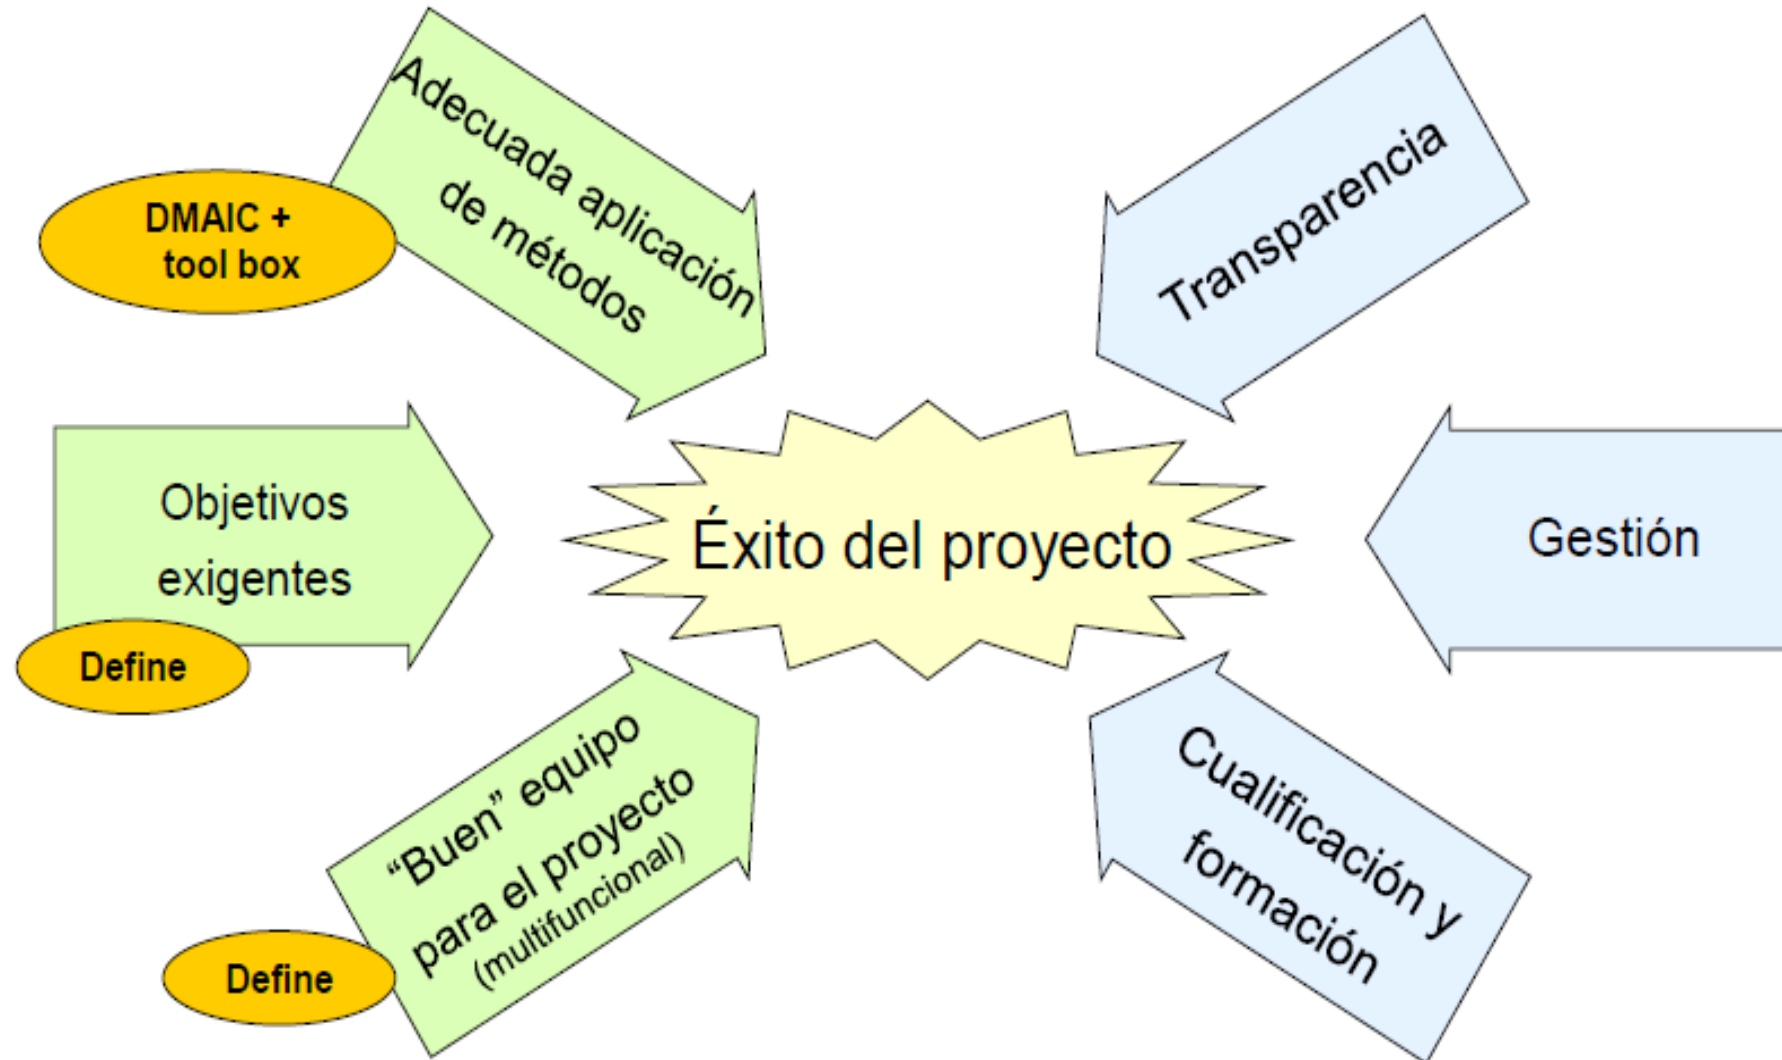 Adecuada aplicación
de métodos
DMAIC +
tool box
Objetivos
exigentes
Define
“Buen” equipo
para el proyecto
(multifuncional)
Define
Éxito del proyecto
Transparencia
Gestión
Cualificación y
formación